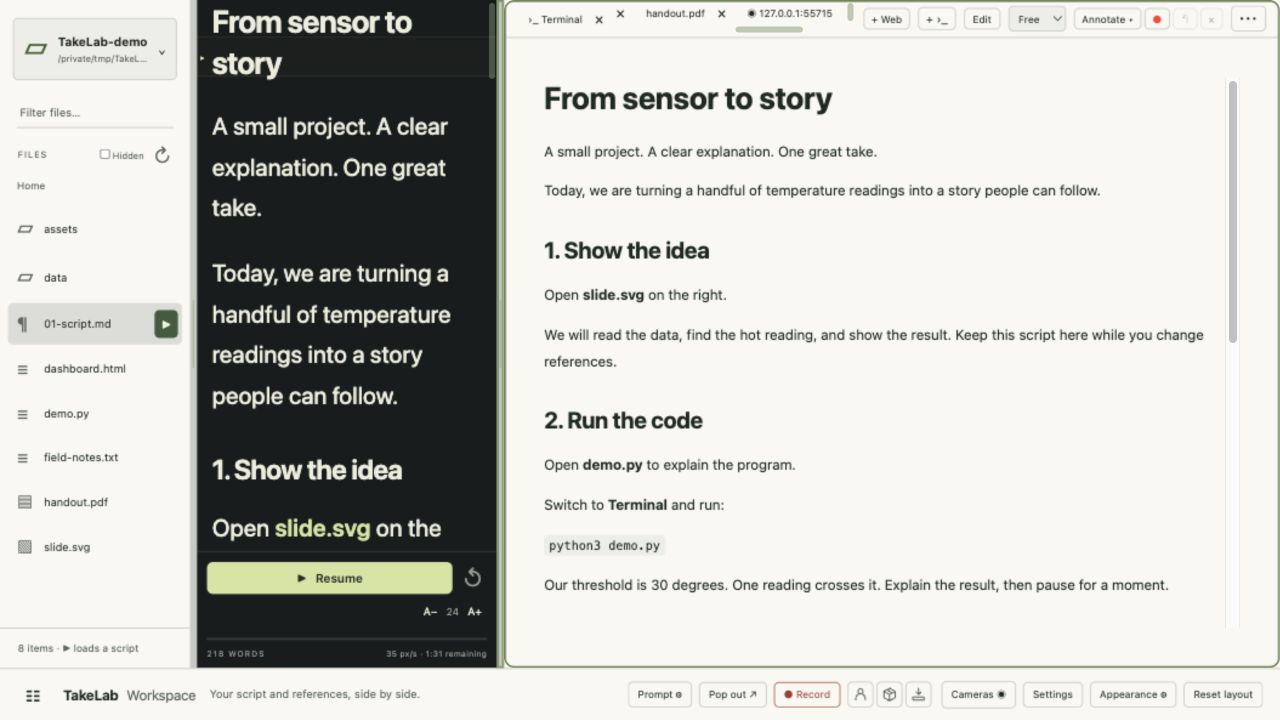 TakeLab-demo
/private/tmp/TakeL...
Filter files...
FILES
Hidden
Home
assets
data
01-script.md
dashboard.html
demo.py
field-notes.txt
handout.pdf
slide.svg
8 items · ▶ loads a script
From sensor to
story
A small project. A clear
explanation. One great
take.
Today, we are turning a
handful of temperature
readings into a story
people can follow.
1. Show the idea
Open slide.svg on the
▶ Resume
A− 24 A+
218 WORDS
35 px/s · 1:31 remaining
>_ Terminal ×
×
handout.pdf ×
◉ 127.0.0.1:55715
+ Web
+ >_
Edit
Free
Annotate
From sensor to story
A small project. A clear explanation. One great take.
Today, we are turning a handful of temperature readings into a story people can follow.
1. Show the idea
Open slide.svg on the right.
We will read the data, find the hot reading, and show the result. Keep this script here while you change
references.
2. Run the code
Open demo.py to explain the program.
Switch to Terminal and run:
python3 demo.py
Our threshold is 30 degrees. One reading crosses it. Explain the result, then pause for a moment.
TakeLab Workspace
Your script and references, side by side.
Prompt
Pop out ↗
Record
Cameras
Settings
Appearance
Reset layout